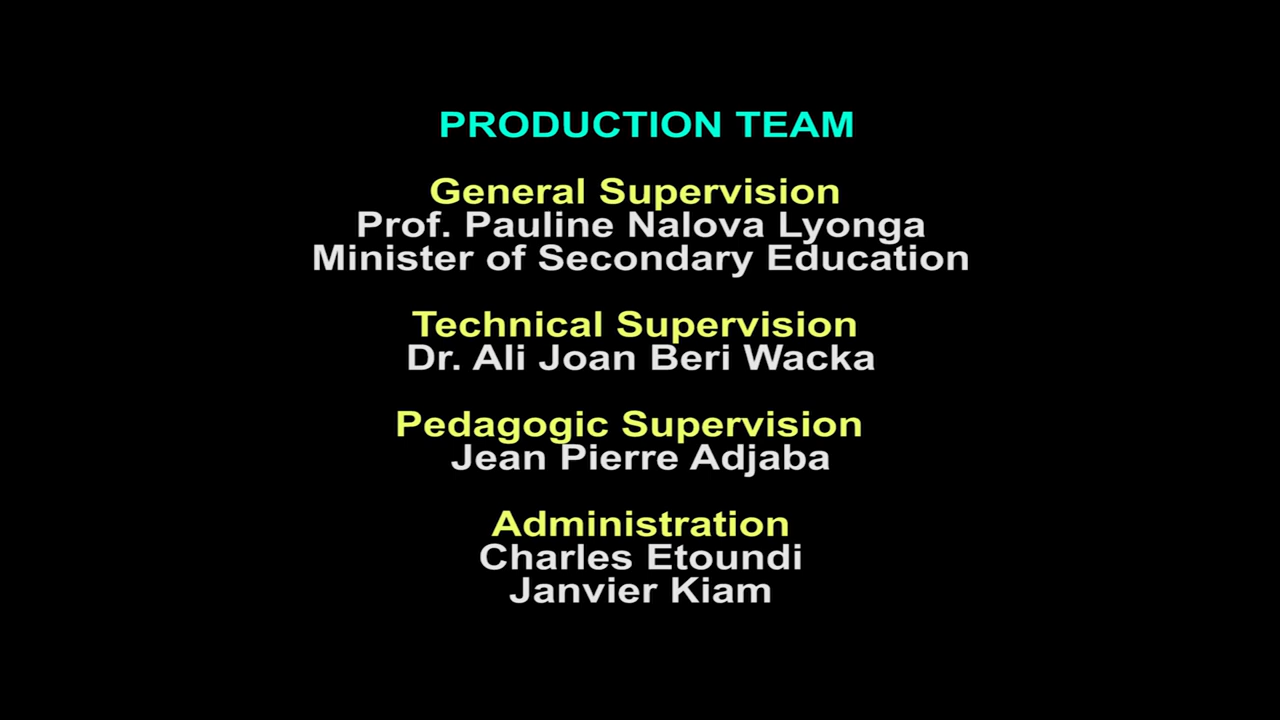 PRODUCTION TEAM
General Supervision
Prof. Pauline Nalova Lyonga
Minister of Secondary Education
Technical Supervision
Dr. Ali Joan Beri Wacka
Pedagogic Supervision
Jean Pierre Adjaba
Administration
Charles Etoundi
Janvier Kiam